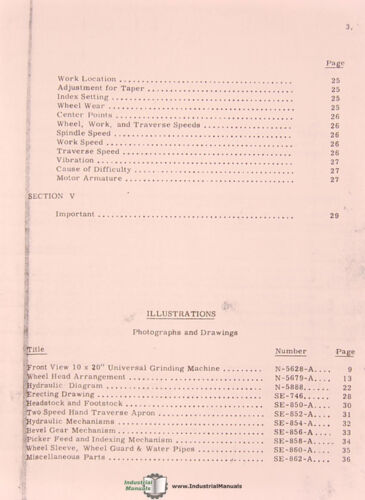 3.
Page
Work Location .......................................... 25
Adjustment for Taper .................................. 25
Index Setting ........................................... 25
Wheel Wear ............................................ 25
Center Points .......................................... 26
Wheel, Work, and Traverse Speeds .................... 26
Spindle Speed .......................................... 26
Work Speed ............................................ 26
Traverse Speed ........................................ 26
Vibration .............................................. 27
Cause of Difficulty .................................... 27
Motor Armature ........................................ 27
SECTION V
Important .............................................. 29
ILLUSTRATIONS
Photographs and Drawings
Title Number Page
Front View 10 x 20" Universal Grinding Machine ........ N-5628-A.... 9
Wheel Head Arrangement .............................. N-5679-A.... 13
Hydraulic Diagram .................................... N-5888...... 22
Erecting Drawing ...................................... SE-746...... 28
Headstock and Footstock .............................. SE-850-A.... 30
Two Speed Hand Traverse Apron ...................... SE-852-A.... 31
Hydraulic Mechanisms ................................ SE-854-A.... 32
Bevel Gear Mechanism ................................ SE-856-A.... 33
Picker Feed and Indexing Mechanism .................. SE-858-A.... 34
Wheel Sleeve, Wheel Guard & Water Pipes ............ SE-860-A.... 35
Miscellaneous Parts .................................. SE-862-A.... 36
Industrial Manuals
https://www.instagram.com/IndustrialManuals